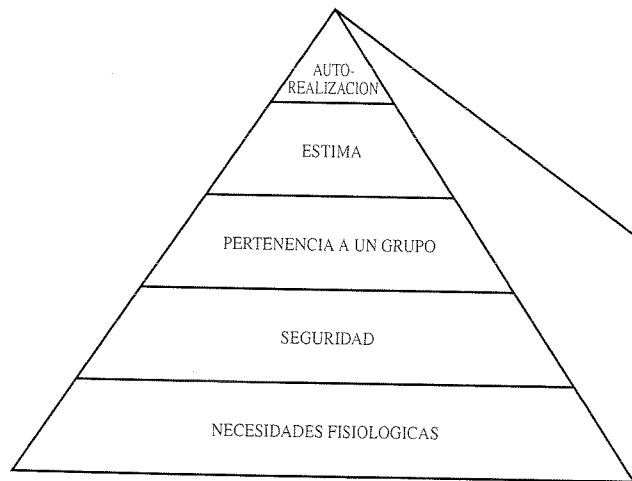 AUTO-
REALIZACION
ESTIMA
PERTENENCIA A UN GRUPO
SEGURIDAD
NECESIDADES FISIOLOGICAS